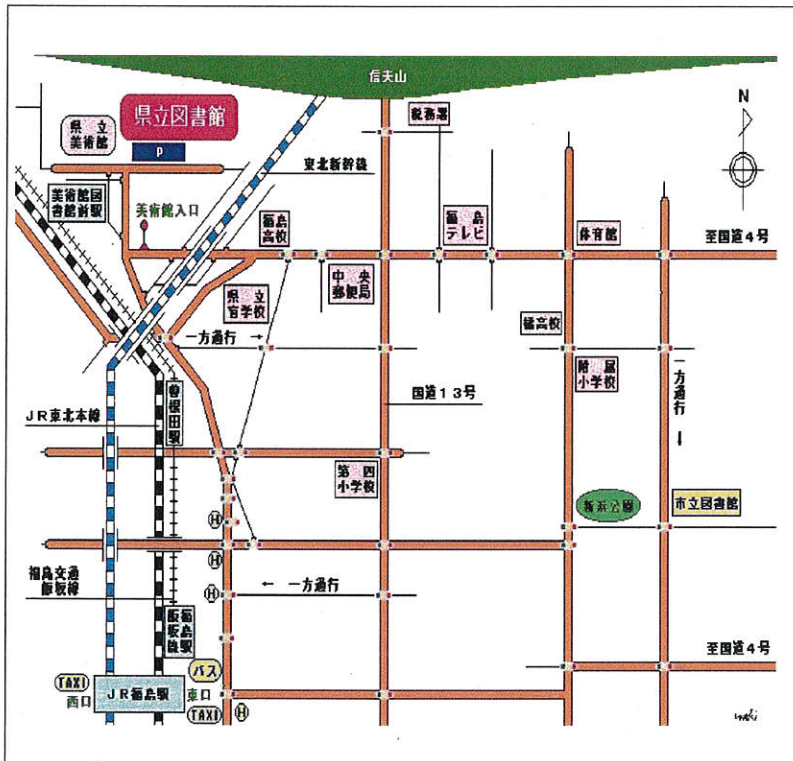 信夫山
県立図書館
県立
美術館
P
税務署
N
東北新幹線
美術館図
書館前駅
美術館入口
福島
高校
福島
テレビ
体育館
至国道4号
中央
郵便局
県立
盲学校
橘高校
一方通行 →
附属
小学校
一方通行
↓
曽根田駅
国道13号
JR東北本線
第四
小学校
新浜公園
市立図書館
H
H
福島交通
飯坂線
H
← 一方通行
福島駅
飯坂線
至国道4号
TAXI
バス
JR福島駅
西口
東口
TAXI
H